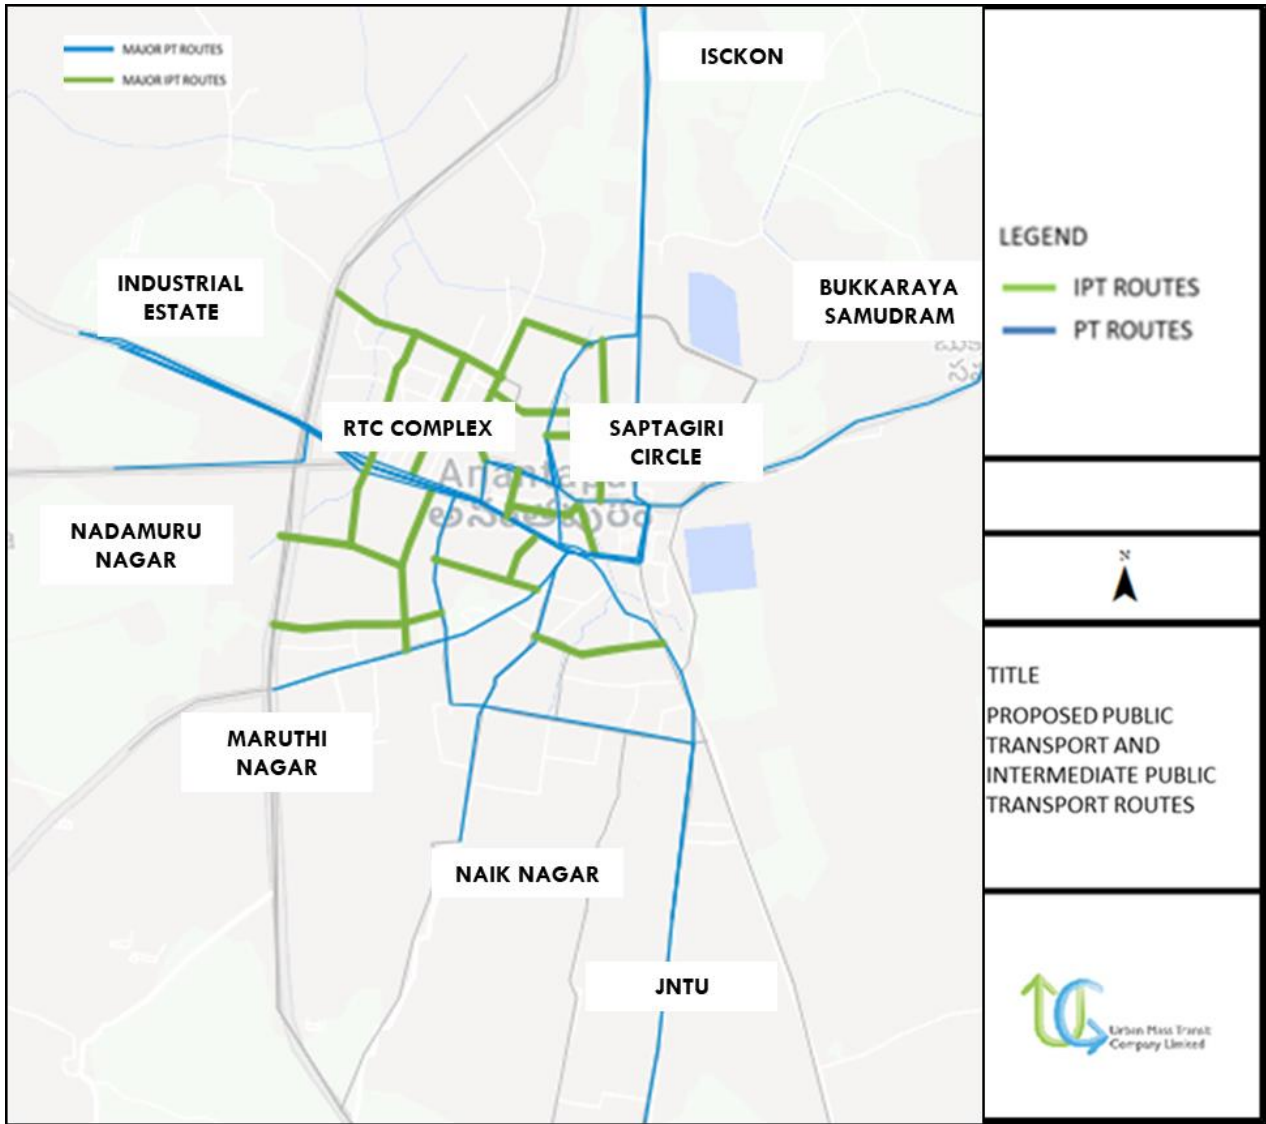 MAJOR PT ROUTES
MAJOR IPT ROUTES
ISCKON
INDUSTRIAL
ESTATE
BUKKARAYA
SAMUDRAM
RTC COMPLEX
SAPTAGIRI
CIRCLE
NADAMURU
NAGAR
MARUTHI
NAGAR
NAIK NAGAR
JNTU
LEGEND
IPT ROUTES
PT ROUTES
N
TITLE
PROPOSED PUBLIC
TRANSPORT AND
INTERMEDIATE PUBLIC
TRANSPORT ROUTES
Urban Mass Transit
Company Limited